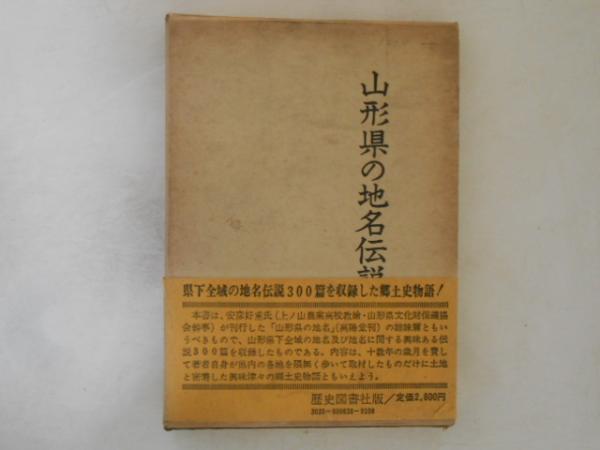 山形県の地名伝説
県下全域の地名伝説300篇を収録した郷土史物語!
本書は、安彦好重氏(上ノ山農業高校教諭・山形県文化財保護協
会幹事)が刊行した「山形県の地名」(高陽堂刊)の姉妹篇ともい
うべきもので、山形県下全域の地名及び地名に関する興味ある伝
説300篇を収録したものである。内容は、十数年の歳月を費し
て著者自身が県内の各地を隈無く歩いて取材したものだけに土地
と密着した興味津々の郷土史物語ともいえよう。
歴史図書社版/定価2,800円